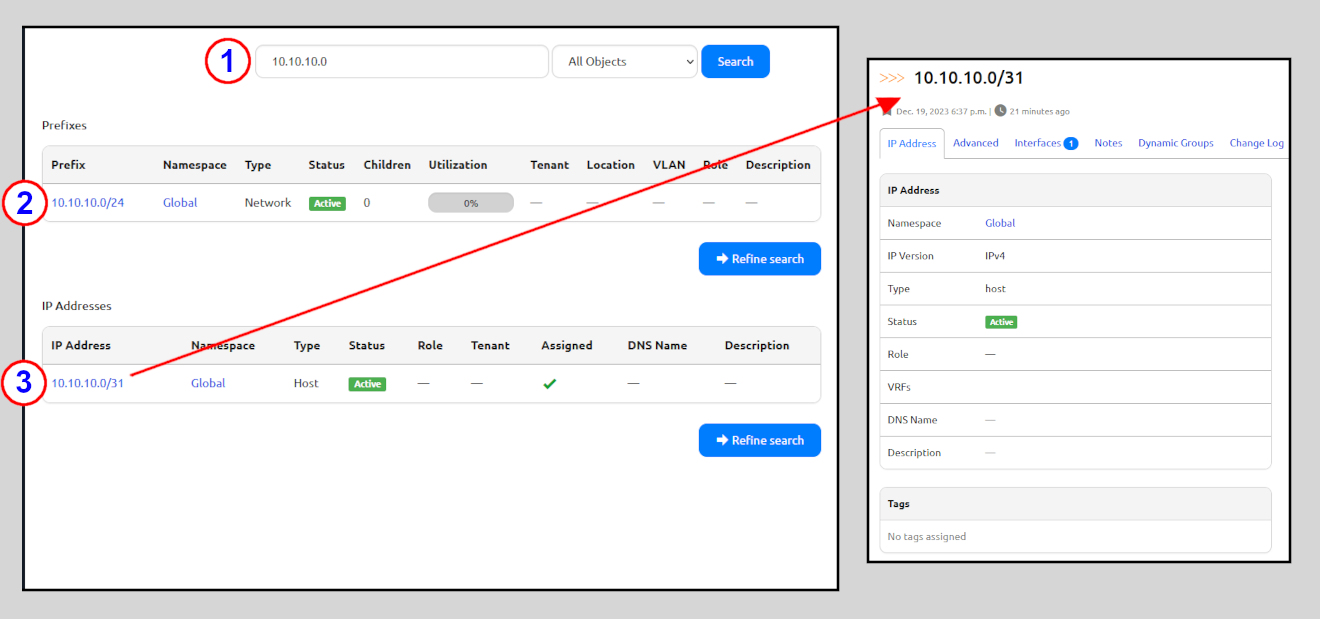 1 10.10.10.0 All Objects Search
Prefixes
Prefix Namespace Type Status Children Utilization Tenant Location VLAN Role Description
2 10.10.10.0/24 Global Network Active 0 0% — — — — —
Refine search
IP Addresses
IP Address Namespace Type Status Role Tenant Assigned DNS Name Description
3 10.10.10.0/31 Global Host Active — — ✔ — —
Refine search
>>> 10.10.10.0/31
Dec. 19, 2023 6:37 p.m. | 21 minutes ago
IP Address Advanced Interfaces 1 Notes Dynamic Groups Change Log
IP Address
Namespace Global
IP Version IPv4
Type host
Status Active
Role —
VRFs
DNS Name —
Description —
Tags
No tags assigned